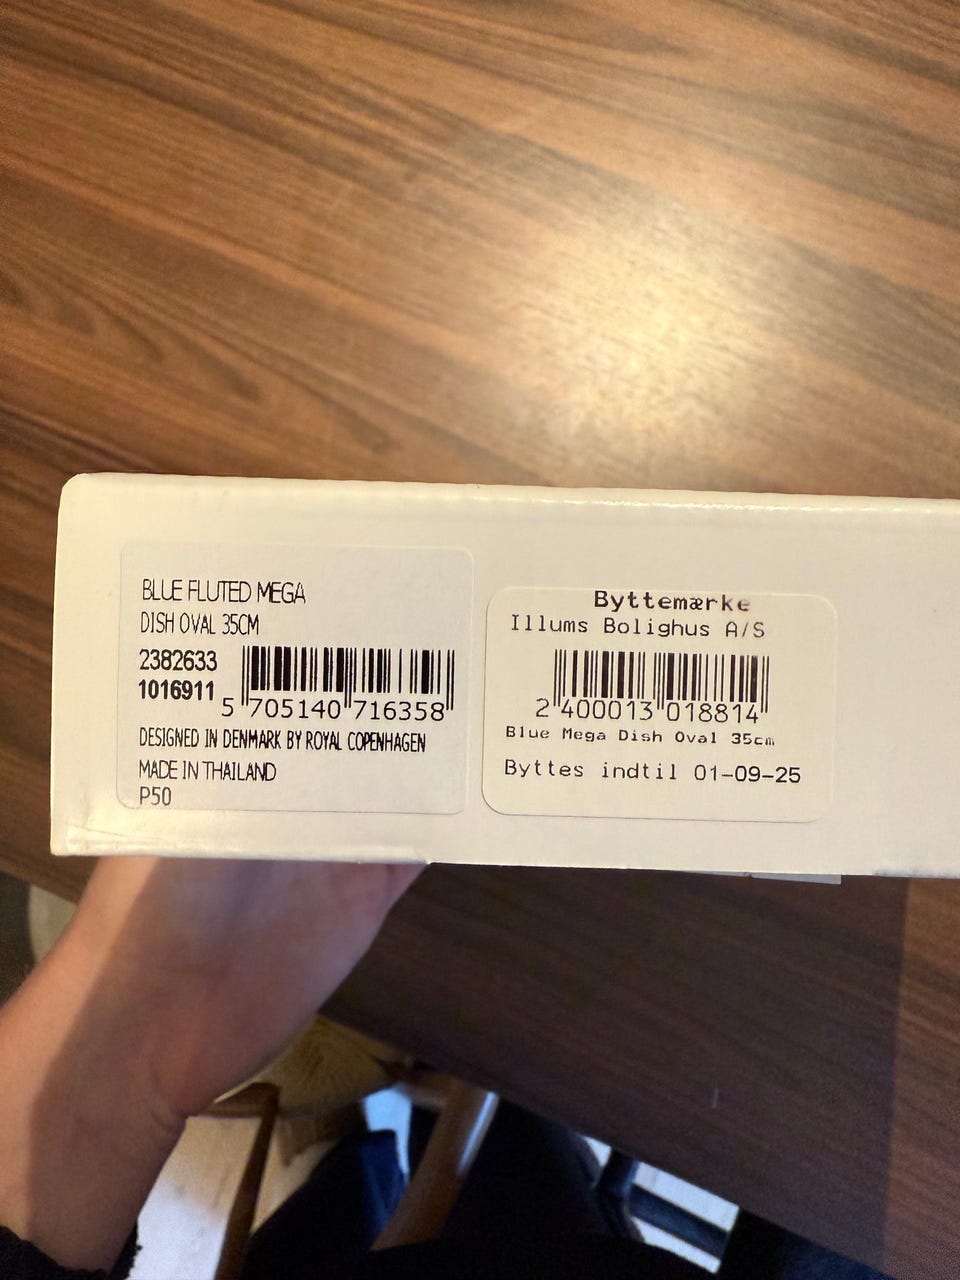 BLUE FLUTED MEGA
DISH OVAL 35CM
2382633
1016911
5 705140 716358
DESIGNED IN DENMARK BY ROYAL COPENHAGEN
MADE IN THAILAND
P50
Byttemærke
Illums Bolighus A/S
2 400013 018814
Blue Mega Dish Oval 35cm
Byttes indtil 01-09-25